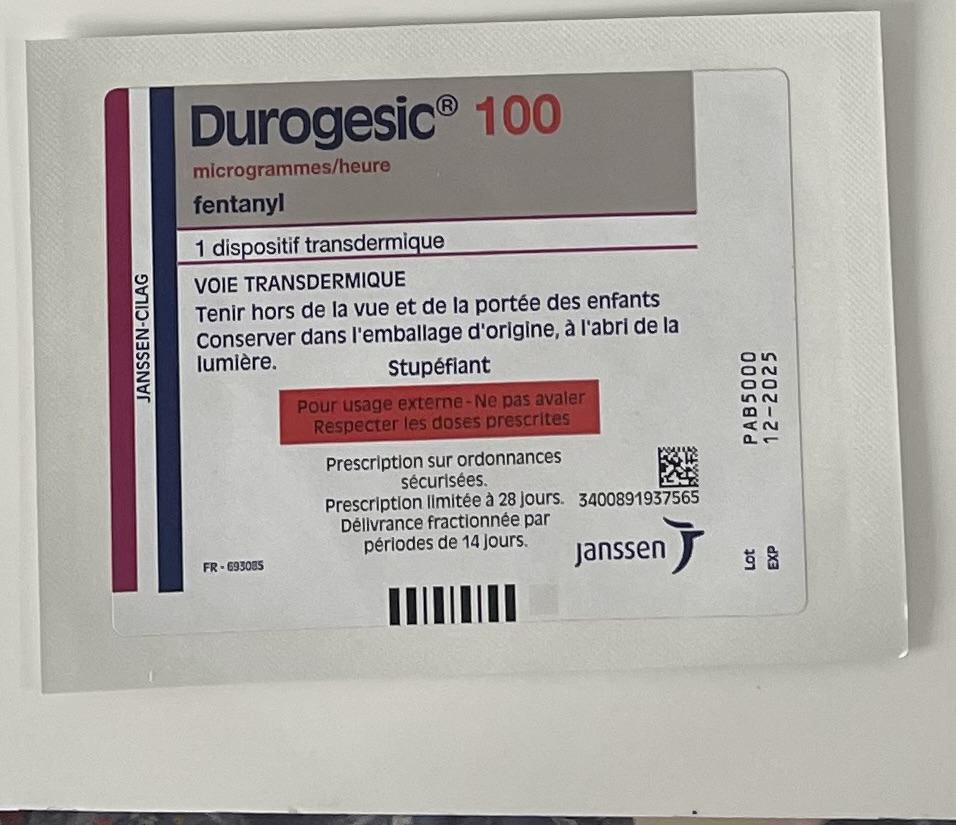 Durogesic® 100
microgrammes/heure
fentanyl
1 dispositif transdermique
VOIE TRANSDERMIQUE
Tenir hors de la vue et de la portée des enfants
Conserver dans l'emballage d'origine, à l'abri de la
lumière.
Stupéfiant
Pour usage externe - Ne pas avaler
Respecter les doses prescrites
Prescription sur ordonnances
sécurisées.
Prescription limitée à 28 jours.
Délivrance fractionnée par
périodes de 14 jours.
3400891937565
janssen
FR - 693085
JANSSEN-CILAG
Lot PAB5000
EXP 12-2025